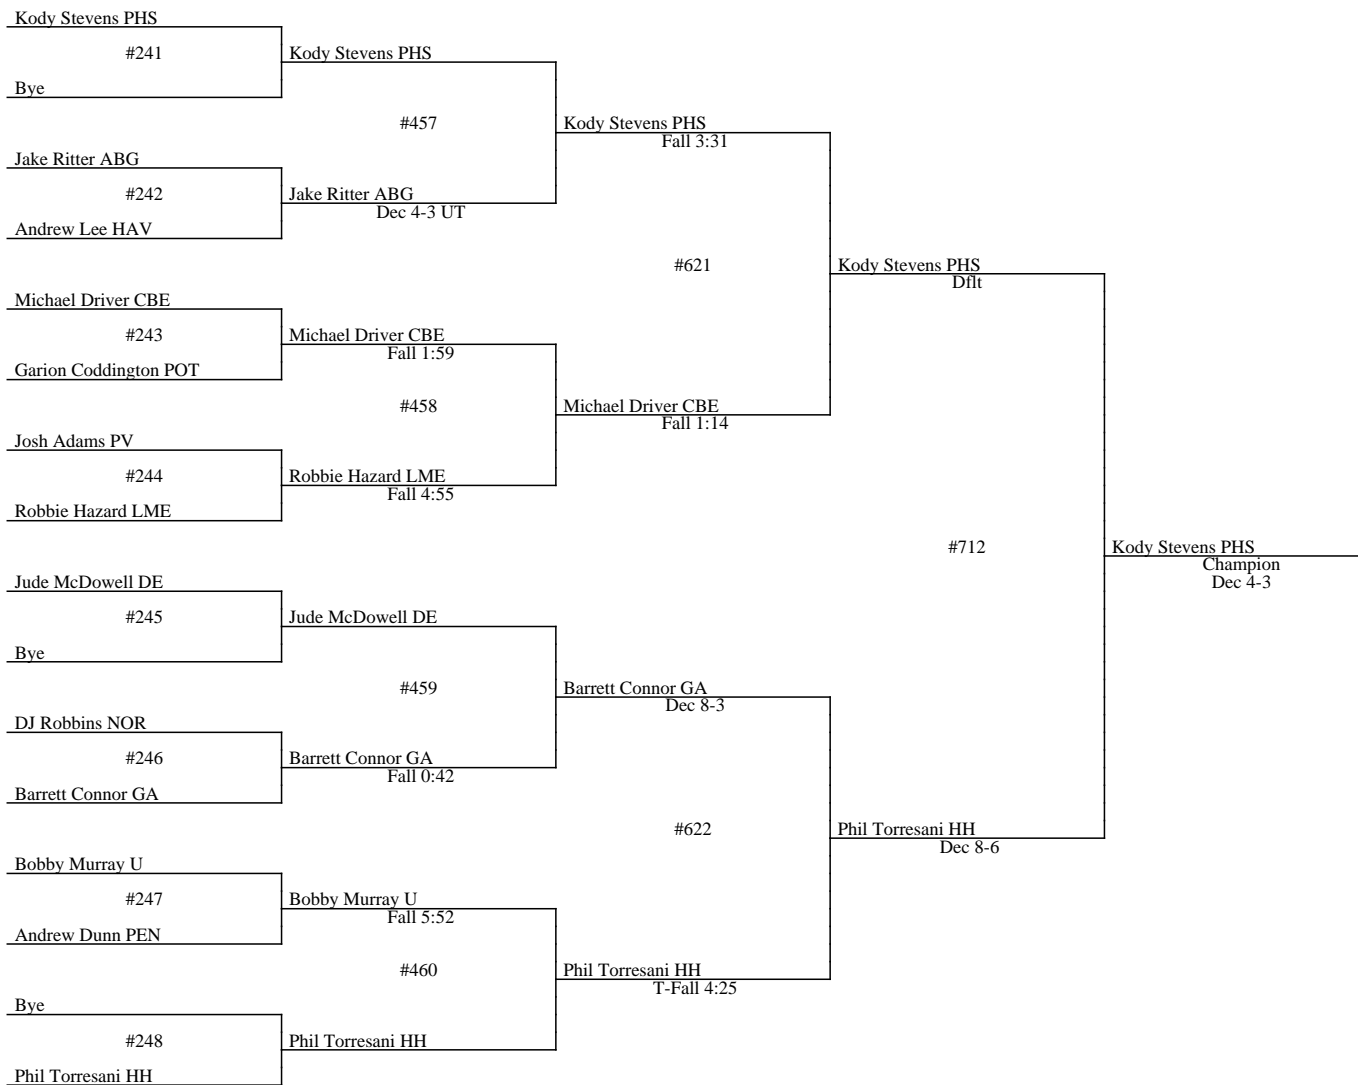 Kody Stevens PHS
#241
Kody Stevens PHS
Bye
#457
Kody Stevens PHS
Fall 3:31
Jake Ritter ABG
#242
Jake Ritter ABG
Dec 4-3 UT
Andrew Lee HAV
#621
Kody Stevens PHS
Dflt
Michael Driver CBE
#243
Michael Driver CBE
Fall 1:59
Garion Coddington POT
#458
Michael Driver CBE
Fall 1:14
Josh Adams PV
#244
Robbie Hazard LME
Fall 4:55
Robbie Hazard LME
#712
Kody Stevens PHS
Champion
Dec 4-3
Jude McDowell DE
#245
Jude McDowell DE
Bye
#459
Barrett Connor GA
Dec 8-3
DJ Robbins NOR
#246
Barrett Connor GA
Fall 0:42
Barrett Connor GA
#622
Phil Torresani HH
Dec 8-6
Bobby Murray U
#247
Bobby Murray U
Fall 5:52
Andrew Dunn PEN
#460
Phil Torresani HH
T-Fall 4:25
Bye
#248
Phil Torresani HH
Phil Torresani HH